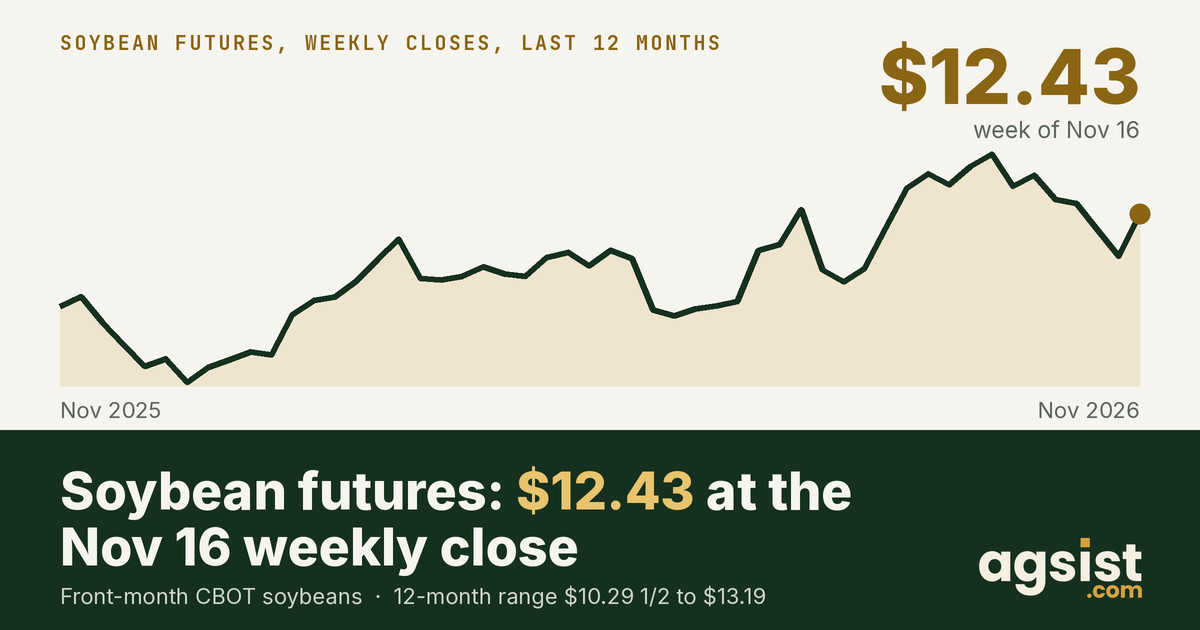 SOYBEAN FUTURES, WEEKLY CLOSES, LAST 12 MONTHS
$12.43
week of Nov 16
Nov 2025
Nov 2026
Soybean futures: $12.43 at the
Nov 16 weekly close
Front-month CBOT soybeans · 12-month range $10.29 1/2 to $13.19
agsist
.com